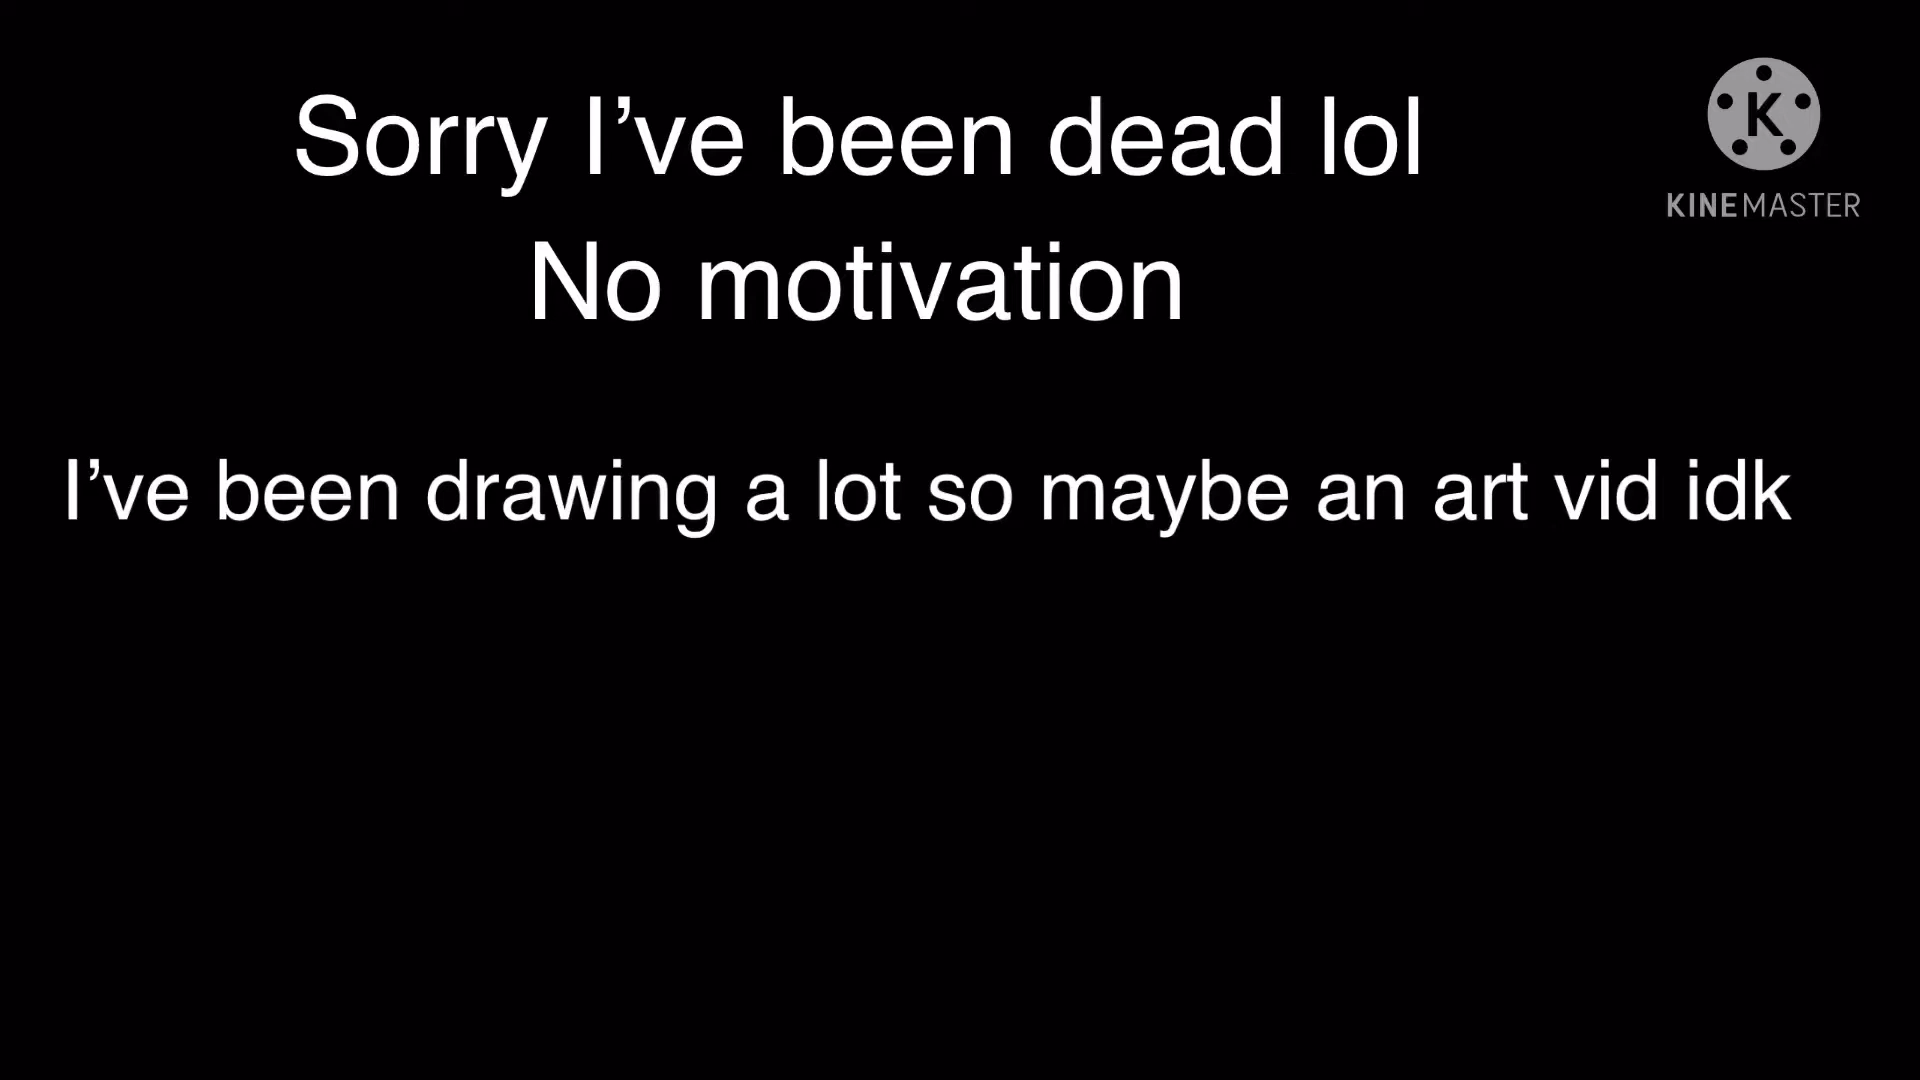 Sorry I’ve been dead lol
No motivation
I’ve been drawing a lot so maybe an art vid idk
K
KINEMASTER